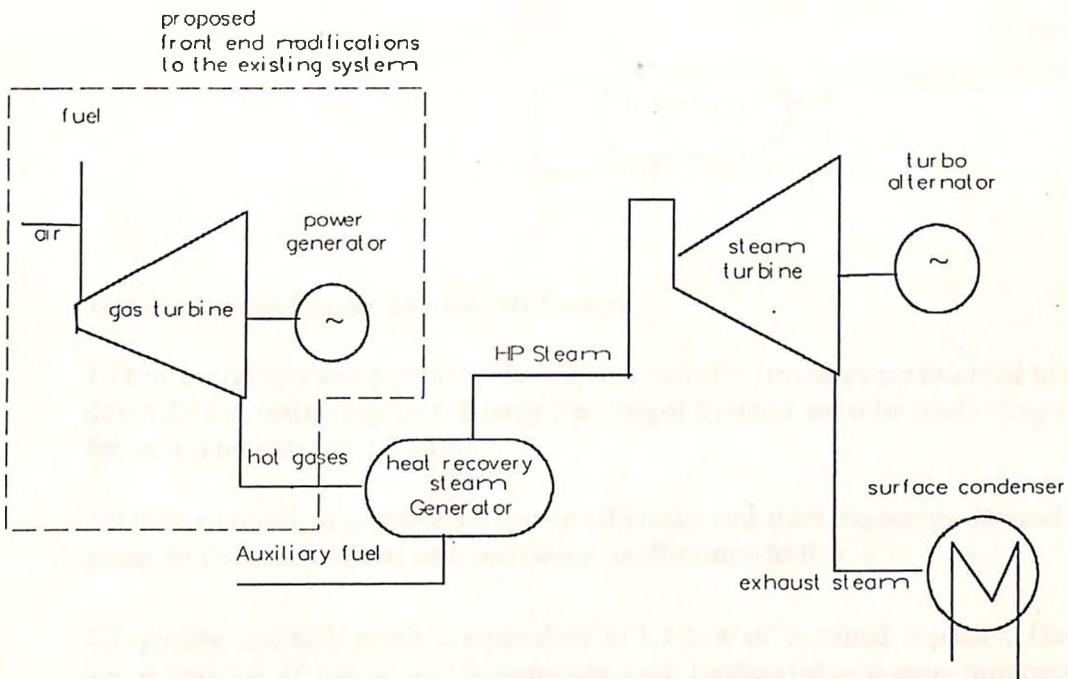 proposed
front end modifications
to the existing system
fuel
air
gas turbine
power
generator
~
hot gases
heat recovery
steam
Generator
Auxiliary fuel
HP Steam
steam
turbine
turbo
alternator
~
surface condenser
exhaust steam